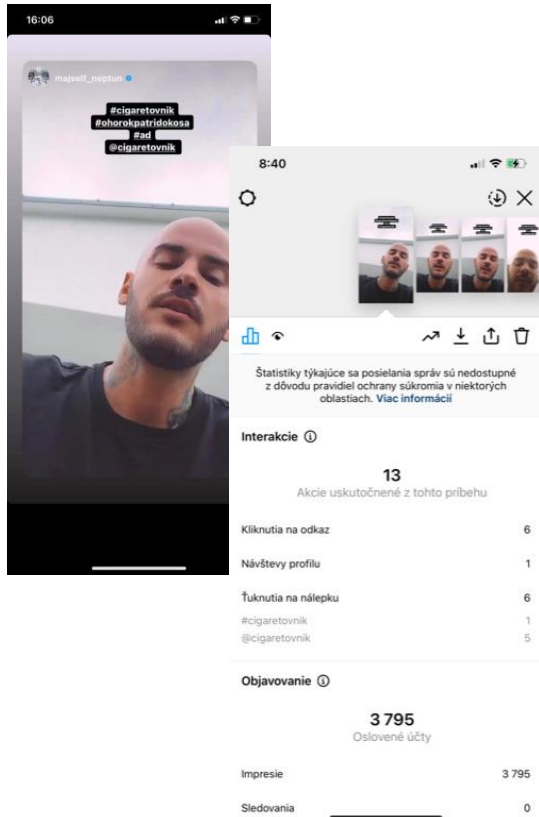 16:06
majself_neptun
#cigaretovnik
#ohorokpatridokosa
#ad
@cigaretovnik
8:40
Štatistiky týkajúce sa posielania správ sú nedostupné
z dôvodu pravidiel ochrany súkromia v niektorých
oblastiach. Viac informácií
Interakcie
13
Akcie uskutočnené z tohto príbehu
Kliknutia na odkaz 6
Návštevy profilu 1
Ťuknutia na nálepku 6
#cigaretovnik 1
@cigaretovnik 5
Objavovanie
3 795
Oslovené účty
Impresie 3 795
Sledovania 0